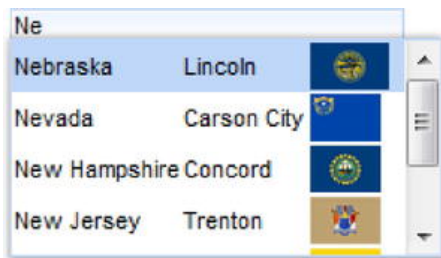 Ne
Nebraska Lincoln
Nevada Carson City
New Hampshire Concord
New Jersey Trenton